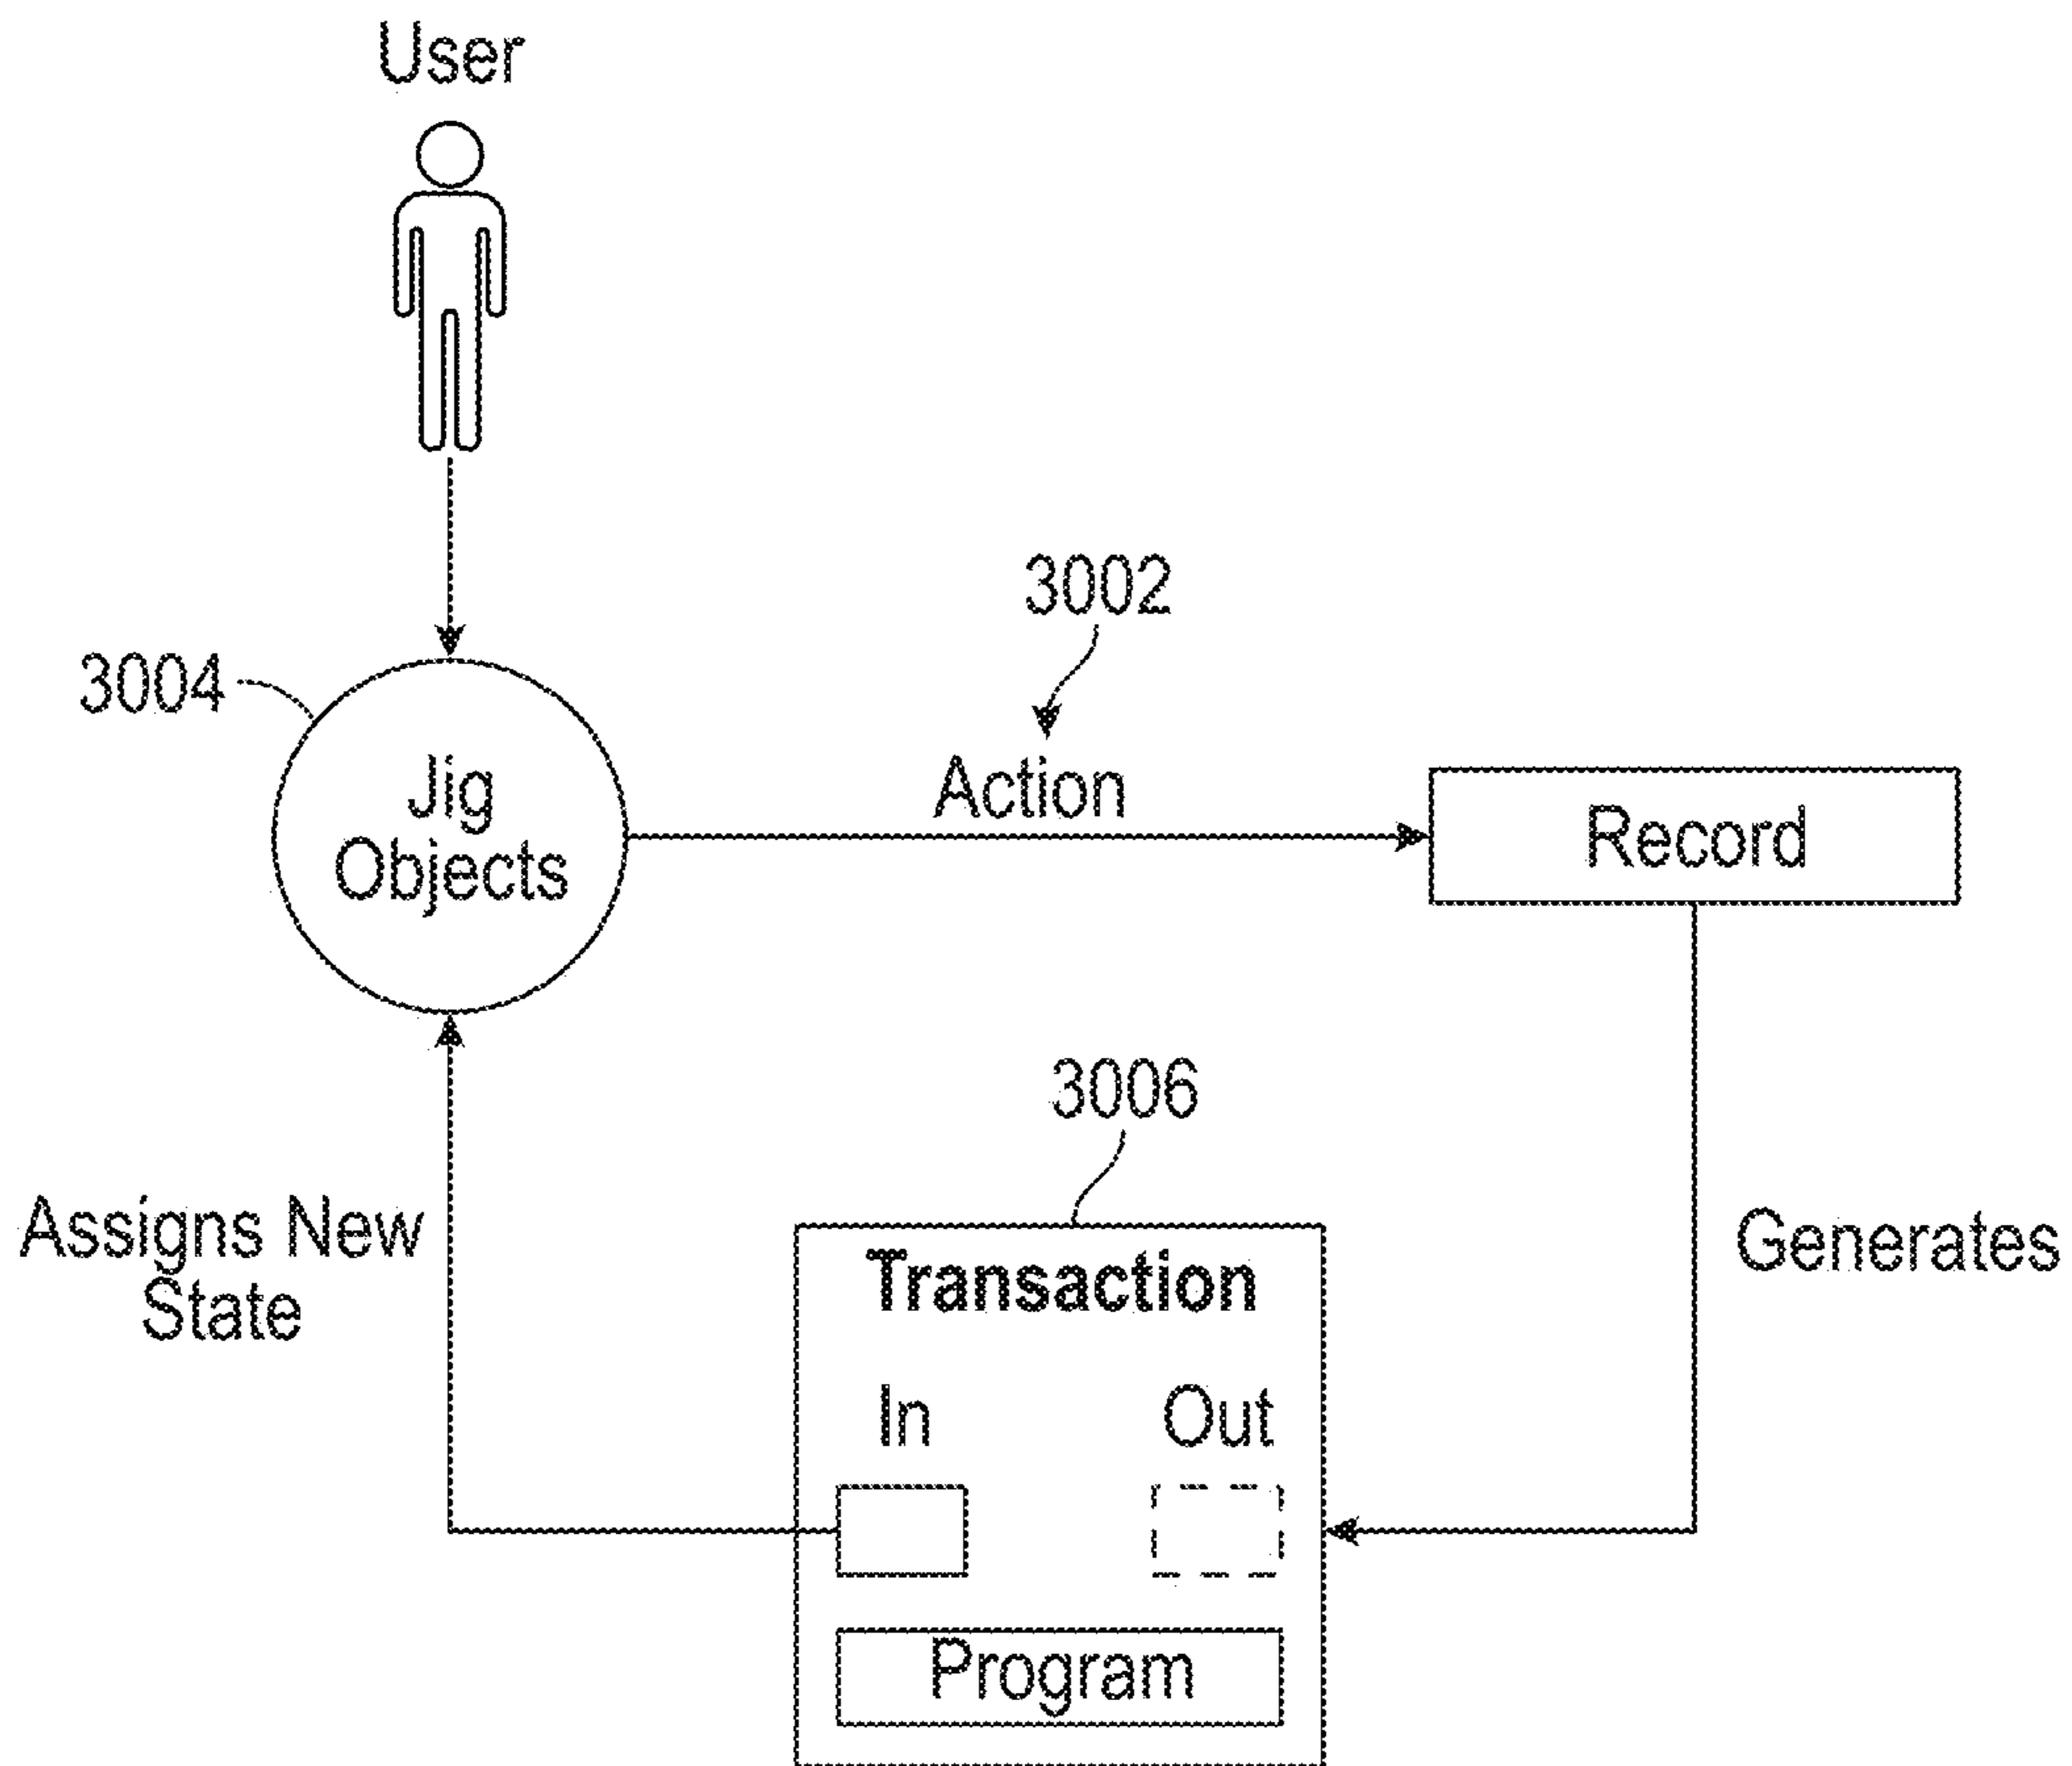 User
3002
3004
Action
Jig
Objects
Record
3006
Assigns New
State
Generates
Transaction
In Out
Program